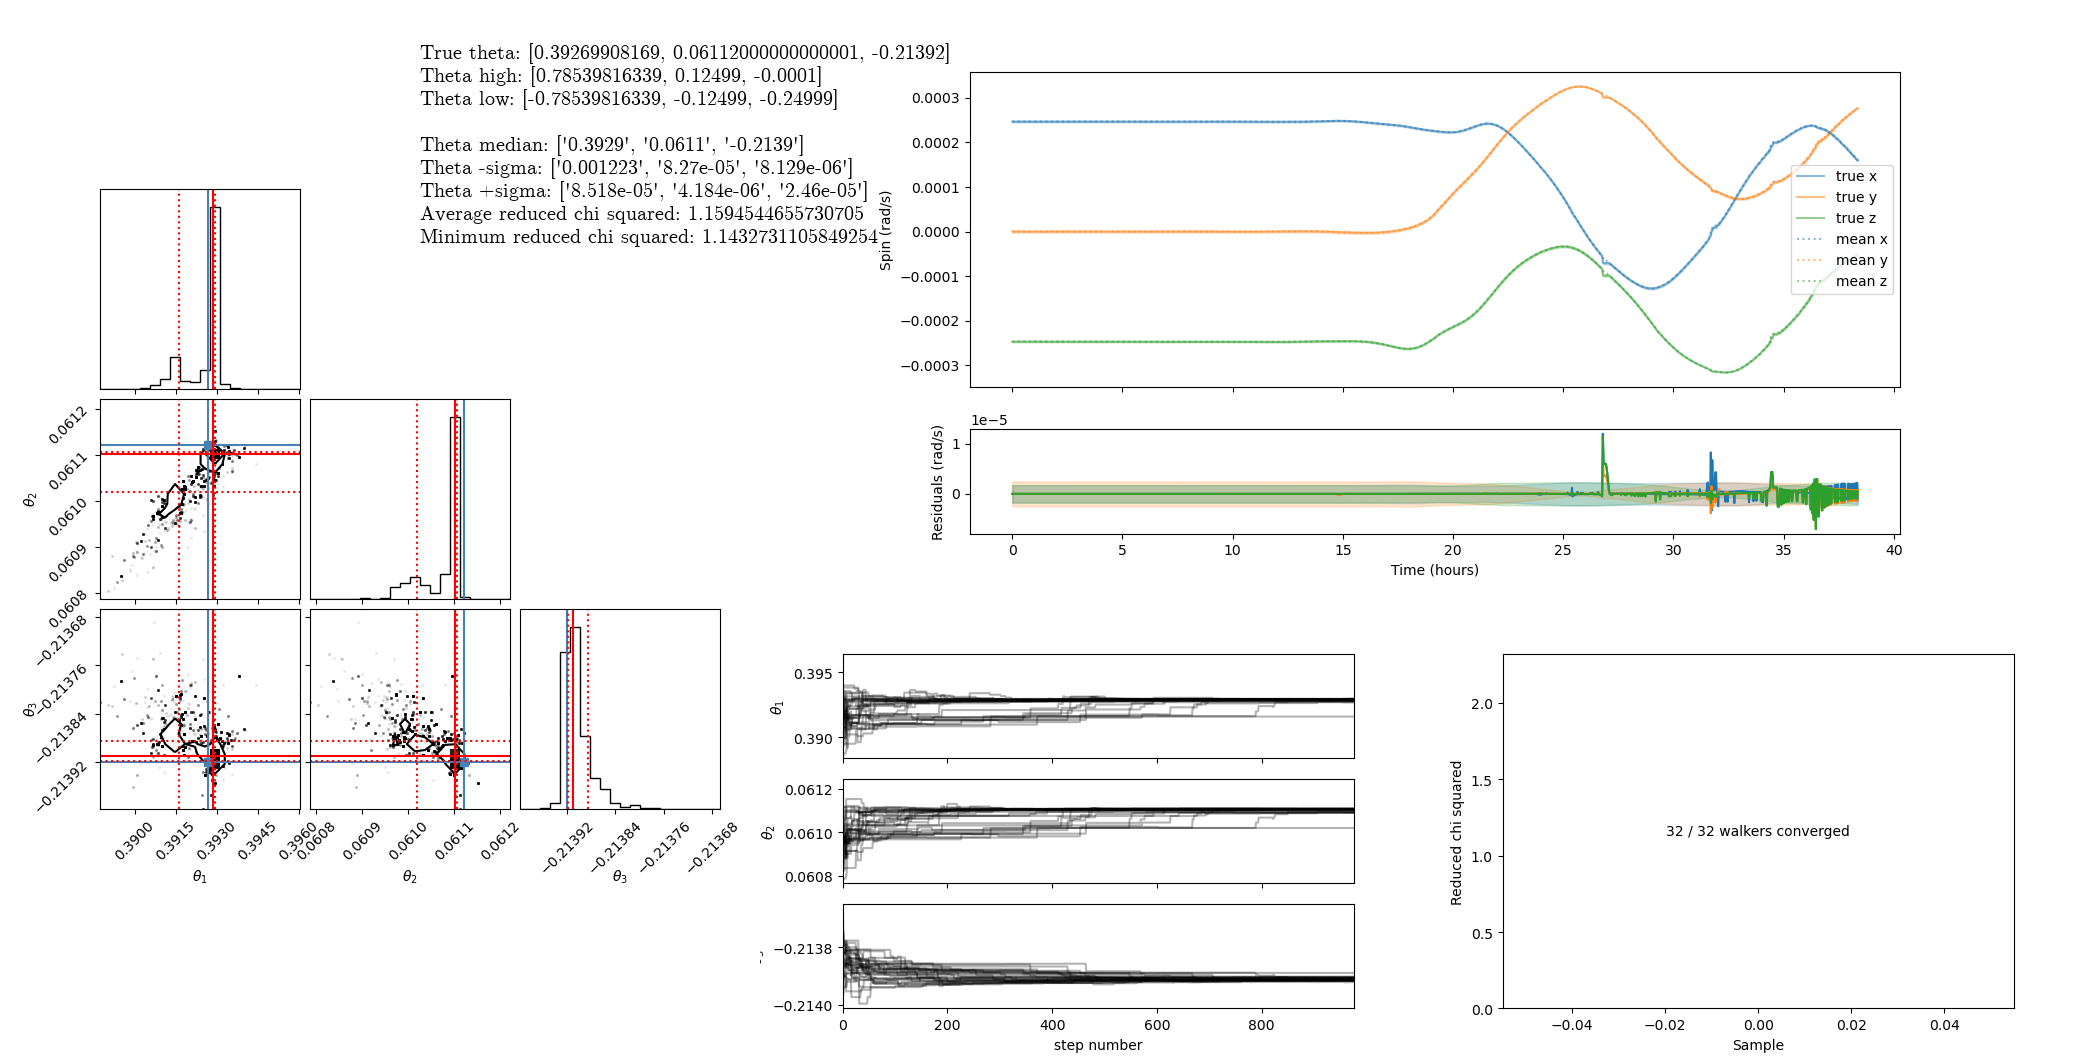 True theta: [0.39269908169, 0.06112000000000001, -0.21392]
Theta high: [0.78539816339, 0.12499, -0.0001]
Theta low: [-0.78539816339, -0.12499, -0.24999]
Theta median: ['0.3929', '0.0611', '-0.2139']
Theta -sigma: ['0.001223', '8.27e-05', '8.129e-06']
Theta +sigma: ['8.518e-05', '4.184e-06', '2.46e-05']
Average reduced chi squared: 1.1594544655730705
Minimum reduced chi squared: 1.1432731105849254
0.0003
0.0002
0.0001
0.0000
−0.0001
−0.0002
−0.0003
Spin (rad/s)
true x
true y
true z
mean x
mean y
mean z
1e−5
1
0
Residuals (rad/s)
0 5 10 15 20 25 30 35 40
Time (hours)
0.0612
0.0611
0.0610
0.0609
0.0608
θ2
−0.21368
−0.21376
−0.21384
−0.21392
θ3
0.3900 0.3915 0.3930 0.3945 0.3960
θ1
0.0608 0.0609 0.0610 0.0611 0.0612
θ2
−0.21392 −0.21384 −0.21376 −0.21368
θ3
0.395
0.390
θ1
0.0612
0.0610
0.0608
θ2
−0.2138
−0.2140
0 200 400 600 800
step number
2.0
1.5
1.0
0.5
0.0
Reduced chi squared
32 / 32 walkers converged
−0.04 −0.02 0.00 0.02 0.04
Sample